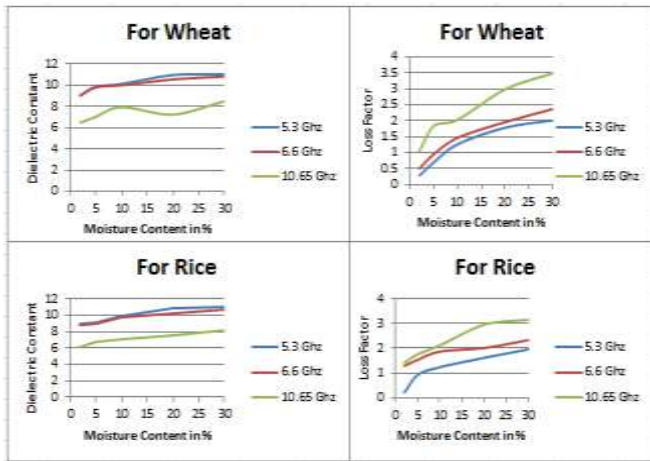 For Wheat
Dielectric Constant
12
10
8
6
4
2
0
0 5 10 15 20 25 30
Moisture Content in %
5.3 Ghz
6.6 Ghz
10.65 Ghz
For Wheat
Loss Factor
4
3.5
3
2.5
2
1.5
1
0.5
0
0 5 10 15 20 25 30
Moisture Content in %
5.3 Ghz
6.6 Ghz
10.65 Ghz
For Rice
Dielectric Constant
12
10
8
6
4
2
0
0 5 10 15 20 25 30
Moisture Content in %
5.3 Ghz
6.6 Ghz
10.65 Ghz
For Rice
Loss Factor
4
3
2
1
0
0 5 10 15 20 25 30
Moisture Content in %
5.3 Ghz
6.6 Ghz
10.65 Ghz